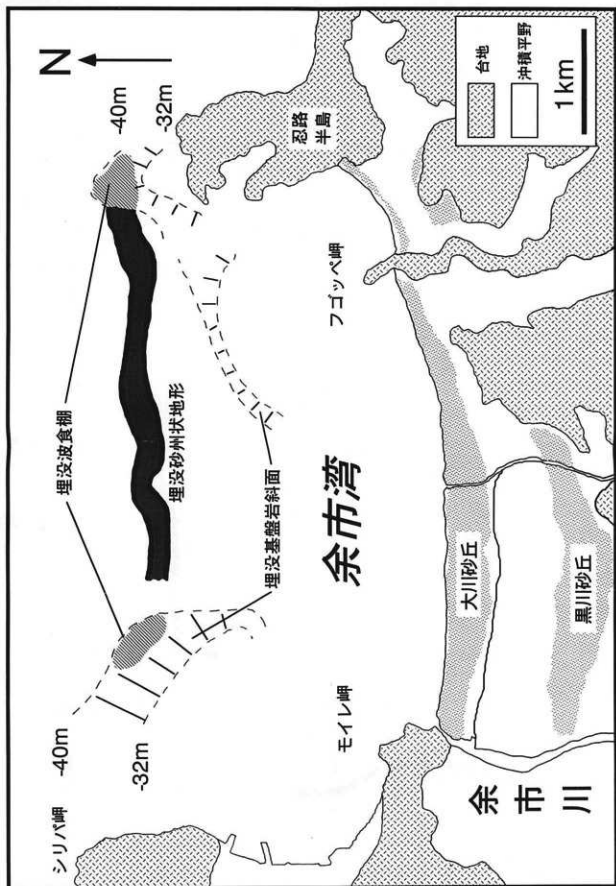 N
-40m
-32m
忍路
半島
台地
沖積平野
1km
埋没波食棚
埋没砂州状地形
埋没基盤岩斜面
フゴッペ岬
余市湾
-40m
-32m
シリパ岬
モイレ岬
大川砂丘
黒川砂丘
余市川